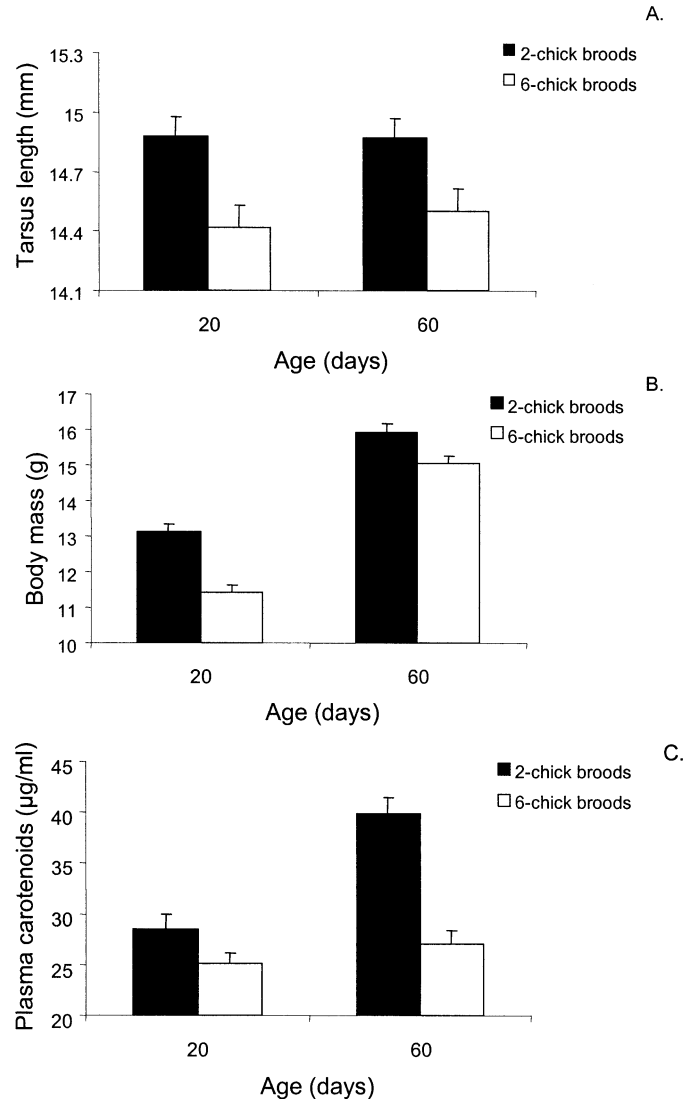 A.
15.3
15
14.7
14.4
14.1
Tarsus length (mm)
2-chick broods
6-chick broods
20
60
Age (days)
B.
17
16
15
14
13
12
11
10
Body mass (g)
2-chick broods
6-chick broods
20
60
Age (days)
C.
45
40
35
30
25
20
Plasma carotenoids (µg/ml)
2-chick broods
6-chick broods
20
60
Age (days)